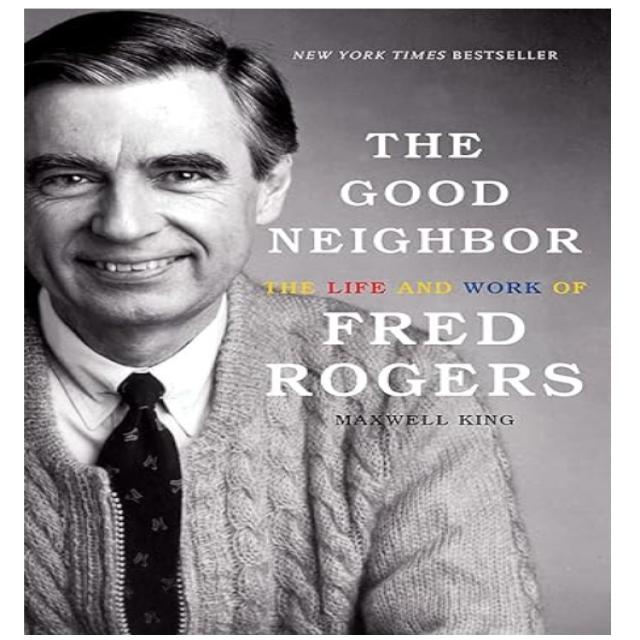 NEW YORK TIMES BESTSELLER
THE
GOOD
NEIGHBOR
THE LIFE AND WORK OF
FRED
ROGERS
MAXWELL KING